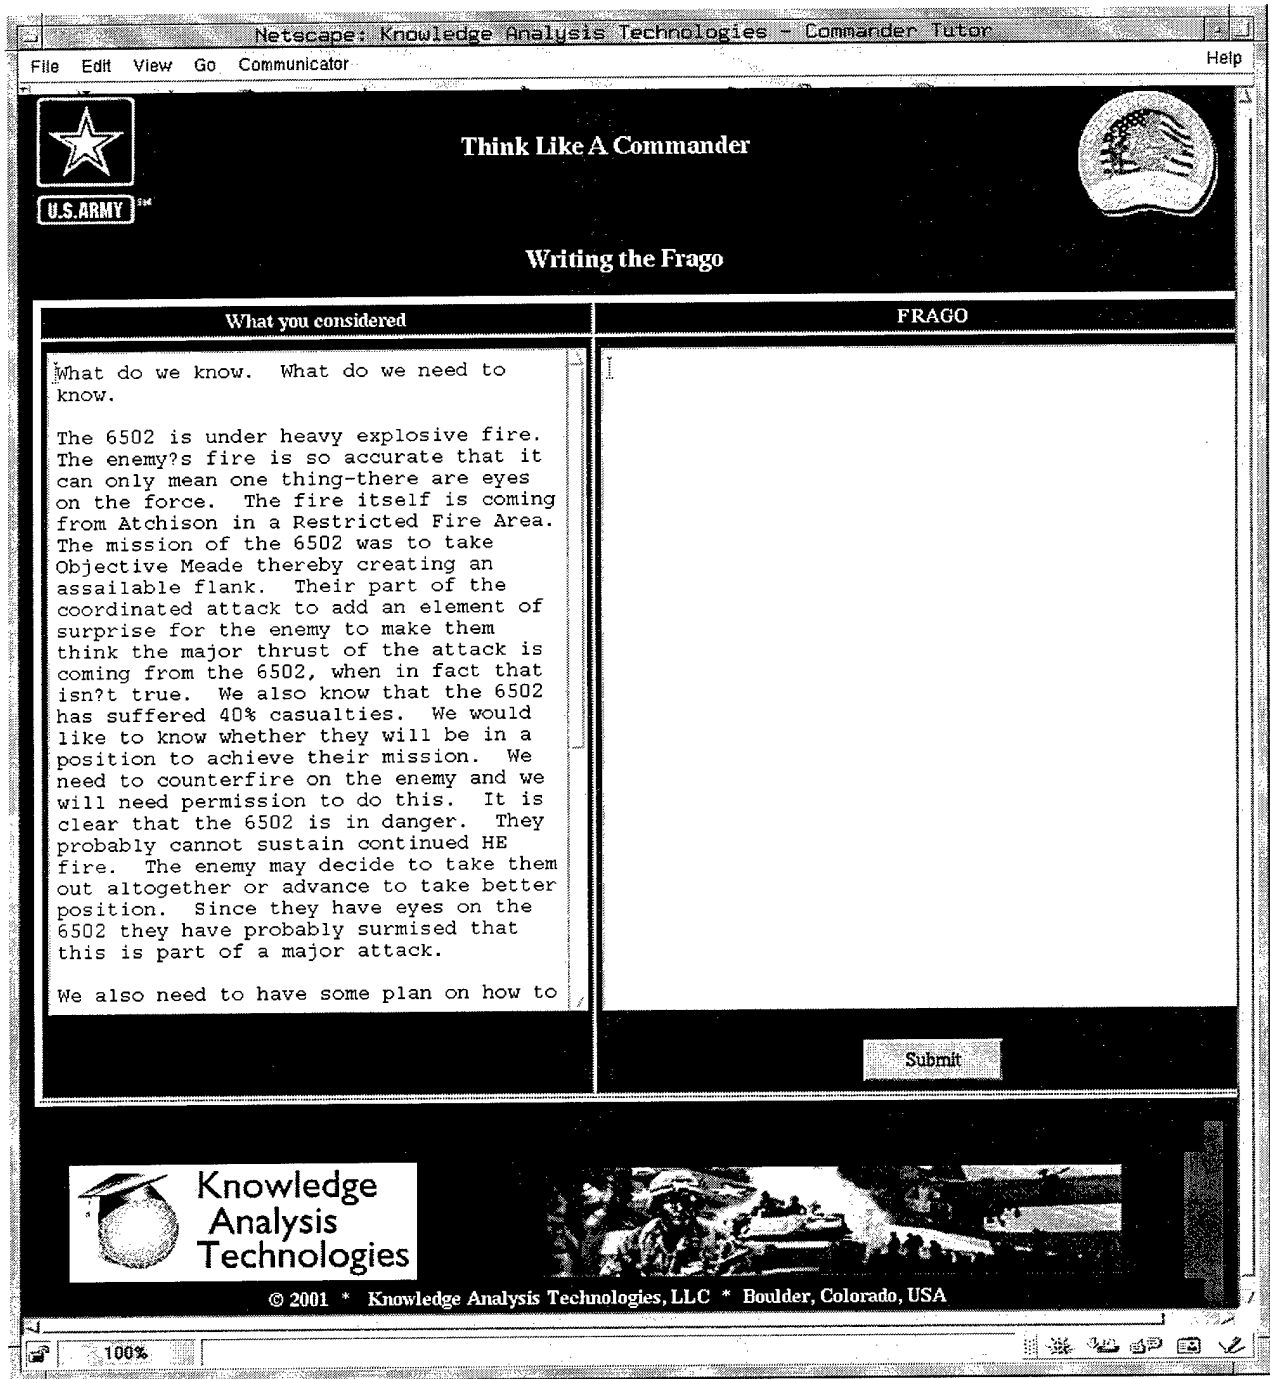 Netscape: Knowledge Analysis Technologies - Commander Tutor
File Edit View Go Communicator Help
Think Like A Commander
U.S.ARMY
Writing the Frago
What you considered
FRAGO
What do we know.  What do we need to
know.
The 6502 is under heavy explosive fire.
The enemy?s fire is so accurate that it
can only mean one thing-there are eyes
on the force.  The fire itself is coming
from Atchison in a Restricted Fire Area.
The mission of the 6502 was to take
Objective Meade thereby creating an
assailable flank.  Their part of the
coordinated attack to add an element of
surprise for the enemy to make them
think the major thrust of the attack is
coming from the 6502, when in fact that
isn?t true.  We also know that the 6502
has suffered 40% casualties.  We would
like to know whether they will be in a
position to achieve their mission.  We
need to counterfire on the enemy and we
will need permission to do this.  It is
clear that the 6502 is in danger.  They
probably cannot sustain continued HE
fire.  The enemy may decide to take them
out altogether or advance to take better
position.  Since they have eyes on the
6502 they have probably surmised that
this is part of a major attack.
We also need to have some plan on how to
Submit
Knowledge
Analysis
Technologies
© 2001 * Knowledge Analysis Technologies, LLC * Boulder, Colorado, USA
100%